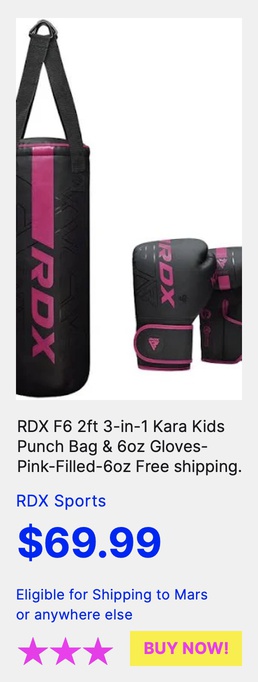 RDX
RDX
RDX F6 2ft 3-in-1 Kara Kids
Punch Bag & 6oz Gloves-
Pink-Filled-6oz Free shipping.
RDX Sports
$69.99
Eligible for Shipping to Mars
or anywhere else
BUY NOW!